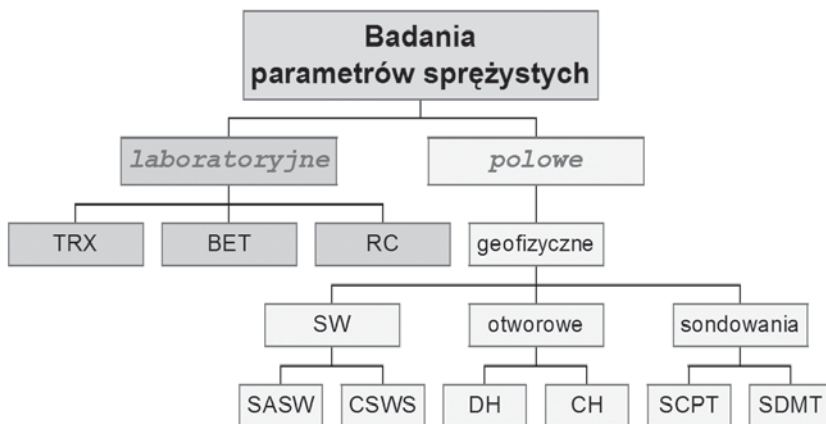 Badania
parametrów sprężystych
laboratoryjne
polowe
TRX
BET
RC
geofizyczne
SW
otworowe
sondowania
SASW
CSWS
DH
CH
SCPT
SDMT